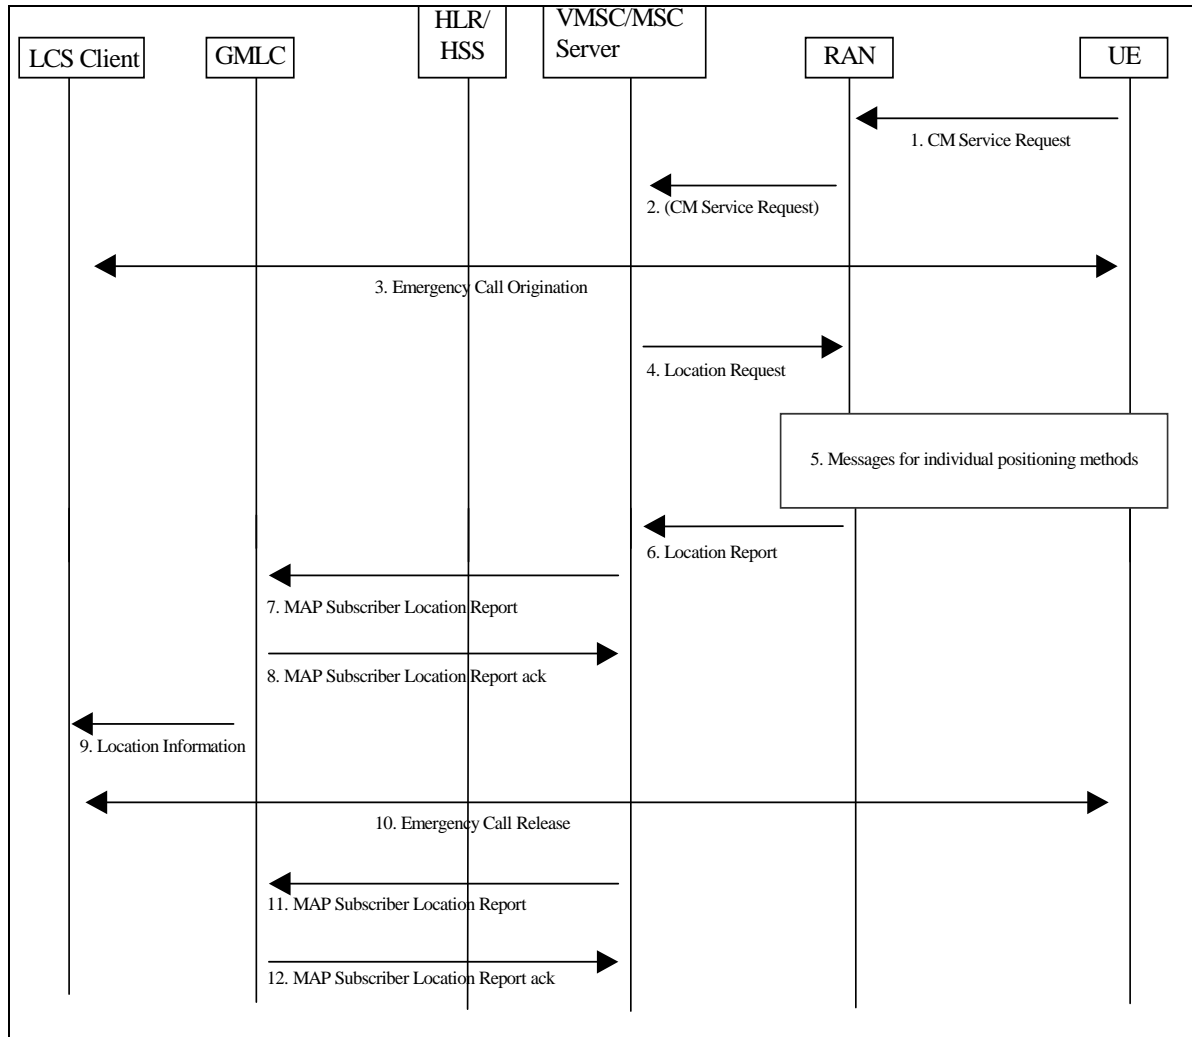 LCS Client
GMLC
HLR/
HSS
VMSC/MSC
Server
RAN
UE
1. CM Service Request
2. (CM Service Request)
3. Emergency Call Origination
4. Location Request
5. Messages for individual positioning methods
6. Location Report
7. MAP Subscriber Location Report
8. MAP Subscriber Location Report ack
9. Location Information
10. Emergency Call Release
11. MAP Subscriber Location Report
12. MAP Subscriber Location Report ack